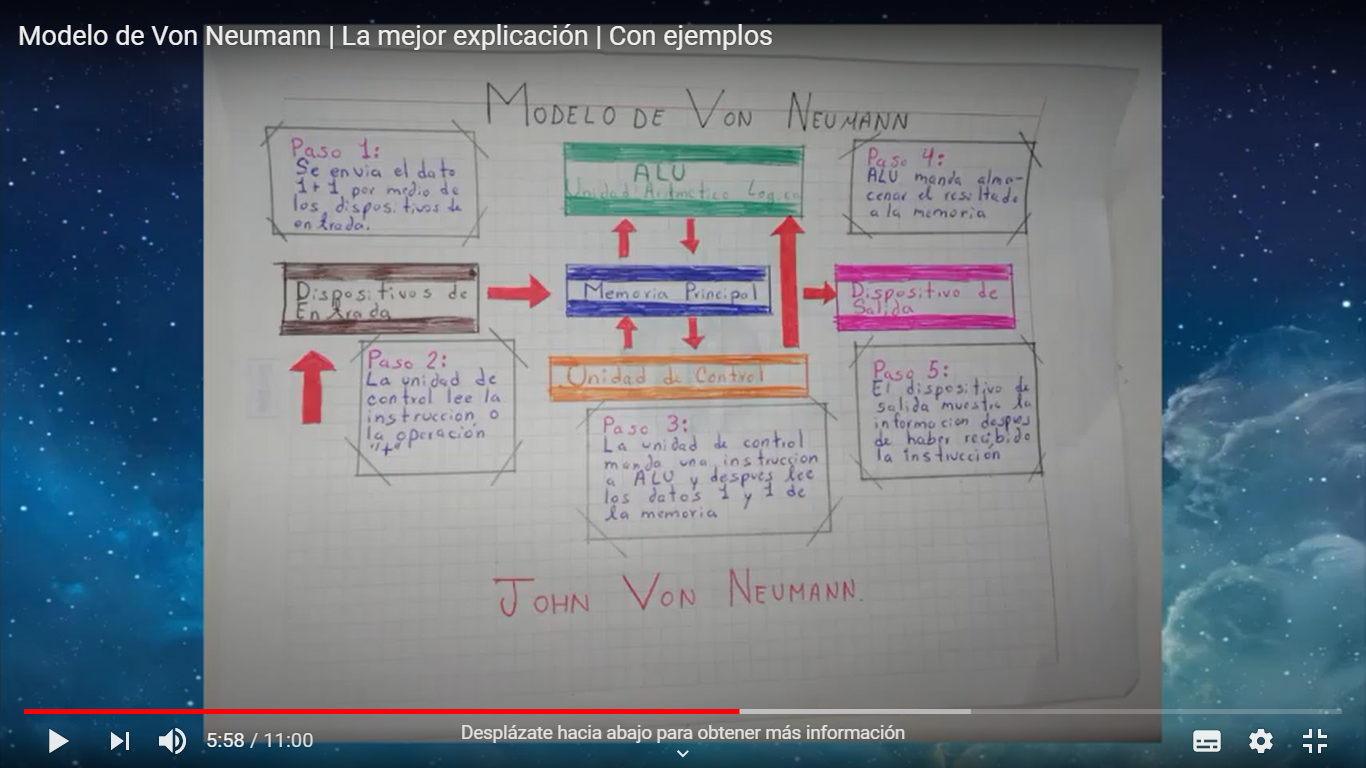 Modelo de Von Neumann | La mejor explicación | Con ejemplos
MODELO DE VON NEUMANN
Paso 1:
Se envia el dato
1+1 por medio de
los dispositivos de
entrada.
ALU
Unidad Aritmetico Logica
Paso 4:
ALU manda alma-
cenar el resultado
a la memoria
Dispositivos de
Entrada
Memoria Principal
Dispositivo de
Salida
Paso 2:
La unidad de
control lee la
instruccion o
la operación
"+"
Unidad de Control
Paso 3:
La unidad de control
manda una instruccion
a ALU y despues lee
los datos 1 y 1 de
la memoria
Paso 5:
El dispositivo de
salida muestra la
informacion despues
de haber recibido
la instrucción
JOHN VON NEUMANN.
5:58 / 11:00
Desplázate hacia abajo para obtener más información